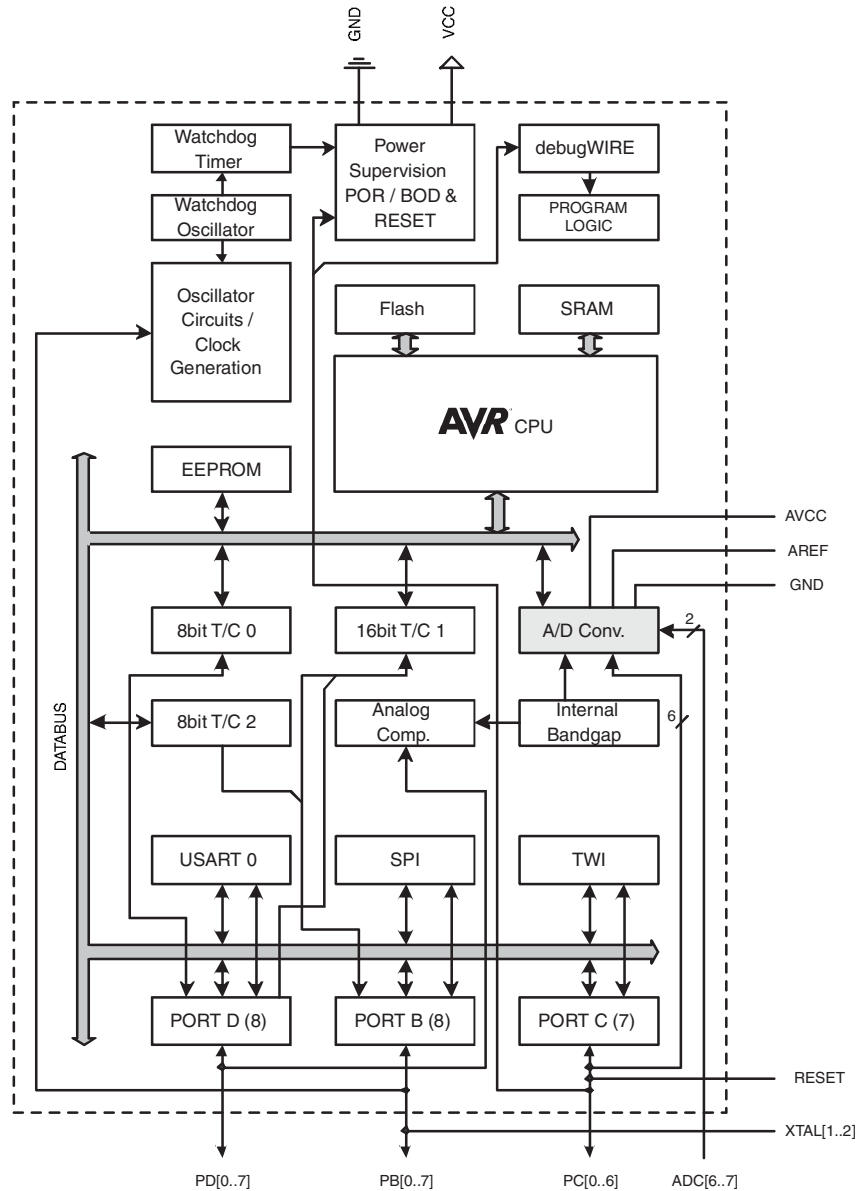 GND
VCC
Watchdog
Timer
Power
Supervision
POR / BOD &
RESET
debugWIRE
Watchdog
Oscillator
PROGRAM
LOGIC
Oscillator
Circuits /
Clock
Generation
Flash
SRAM
AVR CPU
EEPROM
AVCC
AREF
GND
8bit T/C 0
16bit T/C 1
A/D Conv.
2
DATABUS
8bit T/C 2
Analog
Comp.
Internal
Bandgap
6
USART 0
SPI
TWI
PORT D (8)
PORT B (8)
PORT C (7)
RESET
XTAL[1..2]
PD[0..7]
PB[0..7]
PC[0..6]
ADC[6..7]